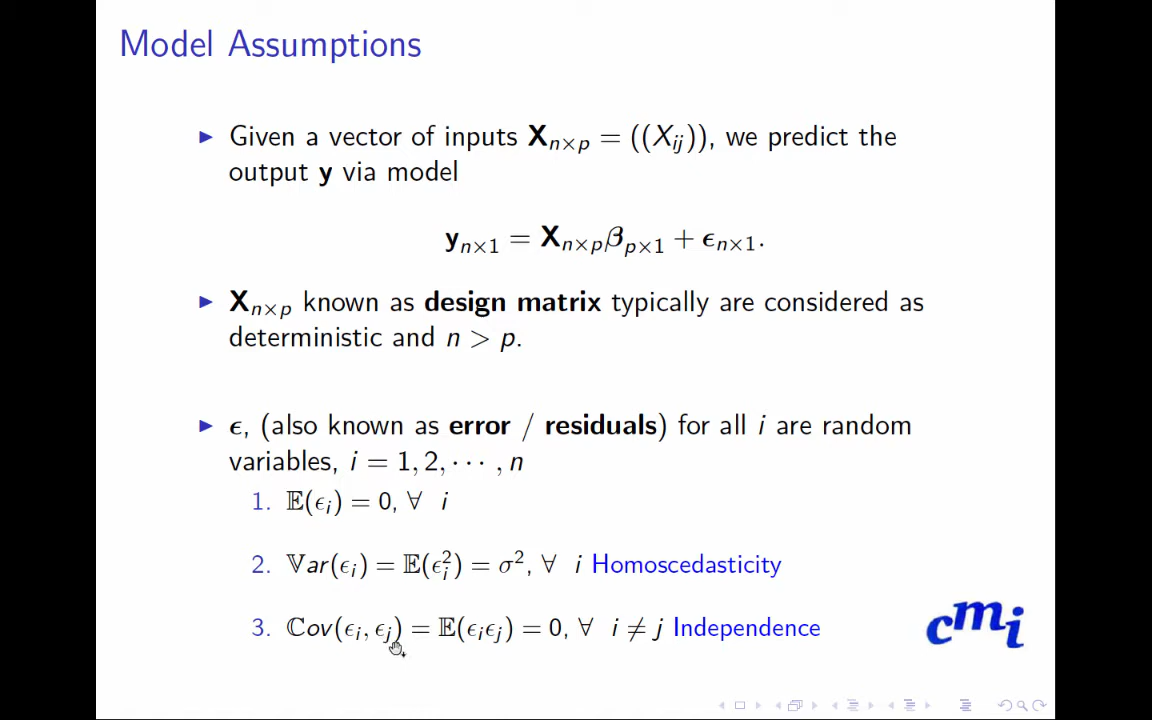 Model Assumptions
▶ Given a vector of inputs X_{n×p} = ((X_{ij})), we predict the
output y via model
y_{n×1} = X_{n×p}β_{p×1} + ϵ_{n×1}.
▶ X_{n×p} known as design matrix typically are considered as
deterministic and n > p.
▶ ϵ, (also known as error / residuals) for all i are random
variables, i = 1, 2, ⋯ , n
1. 𝔼(ϵ_i) = 0, ∀ i
2. 𝕍ar(ϵ_i) = 𝔼(ϵ_i^2) = σ^2, ∀ i Homoscedasticity
3. ℂov(ϵ_i, ϵ_j) = 𝔼(ϵ_iϵ_j) = 0, ∀ i ≠ j Independence
cmi